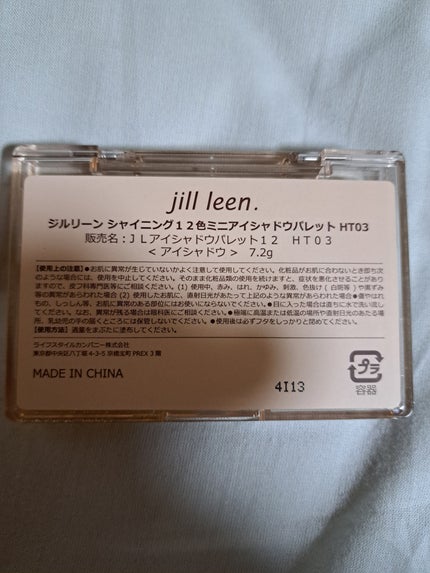 jill leen.
ジルリーン シャイニング１２色ミニアイシャドウパレット HT03
販売名：ＪＬアイシャドウパレット１２　ＨＴ０３
< アイシャドウ >　7.2g
【使用上の注意】●お肌に異常が生じていないかよく注意して使用してください。化粧品がお肌に合わないとき即ち次
のような場合には、使用を中止してください。そのまま化粧品類の使用を続けますと、症状を悪化させることがあり
ますので、皮フ科専門医等にご相談ください。(1) 使用中、赤み、はれ、かゆみ、刺激、色抜け ( 白斑等 ) や黒ずみ
等の異常があらわれた場合 (2) 使用したお肌に、直射日光があたって上記のような異常があらわれた場合 ●傷やはれ
もの、しっしん等、お肌に異常のある部位にはお使いにならないでください。●目に入った場合は直ちに水で洗い流し
てください。なお、異常が残る場合は眼科医にご相談ください。●極端に高温または低温の場所や直射日光のあたる場
所、乳幼児の手の届くところには保管しないでください。●使用後は必ずフタをしっかりと閉めてください。
【使用方法】適量をまぶたに塗布してください。
ライフスタイルカンパニー株式会社
東京都中央区八丁堀 4-3-5 京橋北町 PREX 3 階
MADE IN CHINA
4I13
プラ
容器